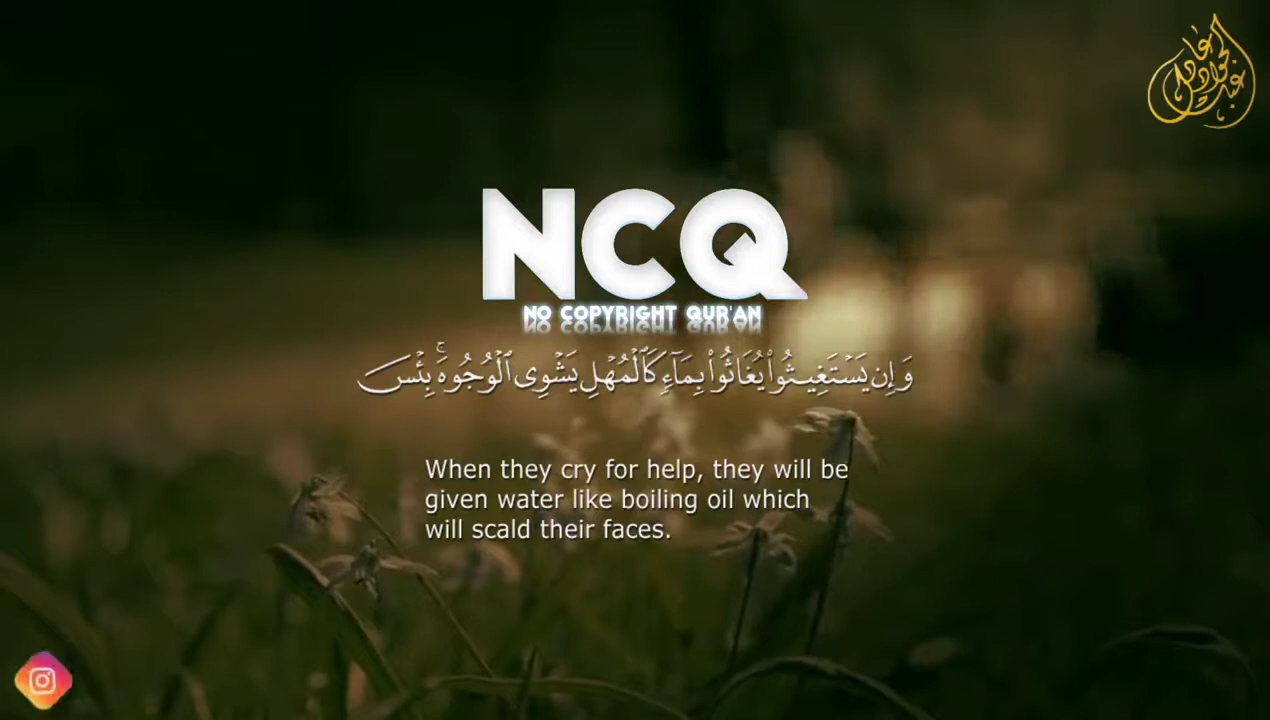 NCQ
NO COPYRIGHT QUR'AN
وَإِن يَسْتَغِيثُوا۟ يُغَاثُوا۟ بِمَآءٍ كَٱلْمُهْلِ يَشْوِى ٱلْوُجُوهَ ۚ بِئْسَ
When they cry for help, they will be
given water like boiling oil which
will scald their faces.